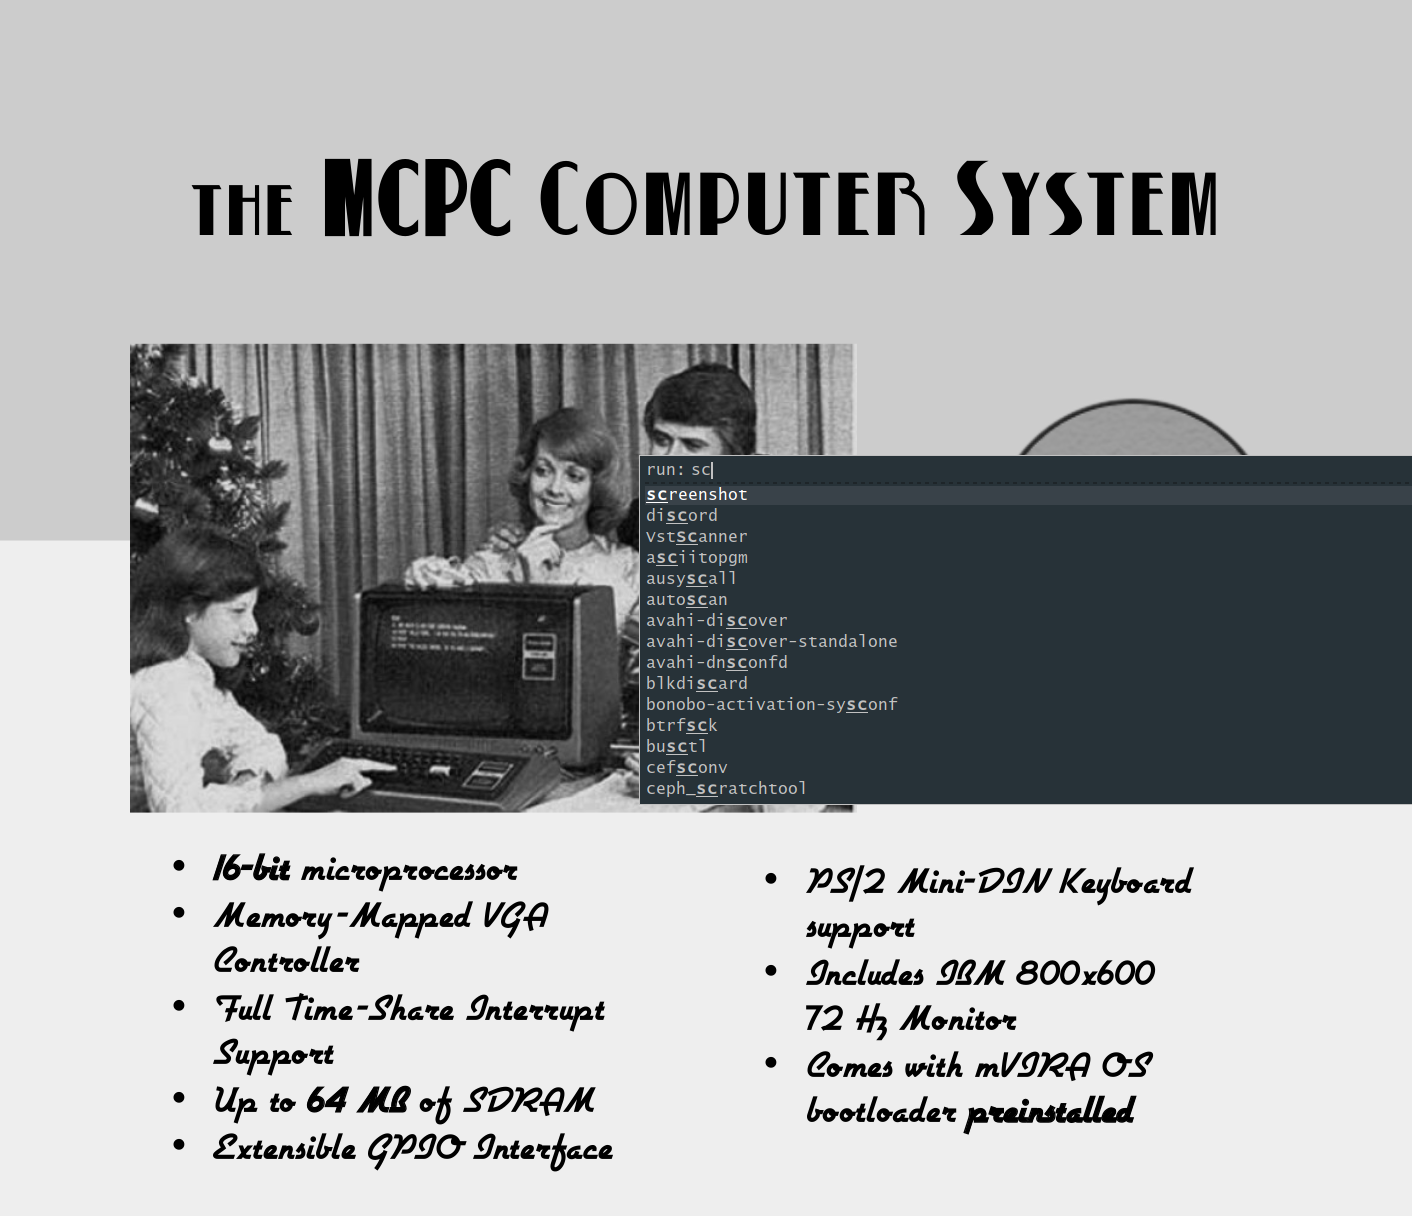 THE MCPC COMPUTER SYSTEM
run: sc
screenshot
discord
vstscanner
asciitopgm
ausyscall
autoscan
avahi-discover
avahi-discover-standalone
avahi-dnsconfd
blkdiscard
bonobo-activation-sysconf
btrfsck
busctl
cefsconv
ceph_scratchtool
• 16-bit microprocessor
• Memory-Mapped VGA
Controller
• Full Time-Share Interrupt
Support
• Up to 64 MB of SDRAM
• Extensible GPIO Interface
• PS/2 Mini-DIN Keyboard
support
• Includes IBM 800x600
72 Hz Monitor
• Comes with mVIRA OS
bootloader preinstalled